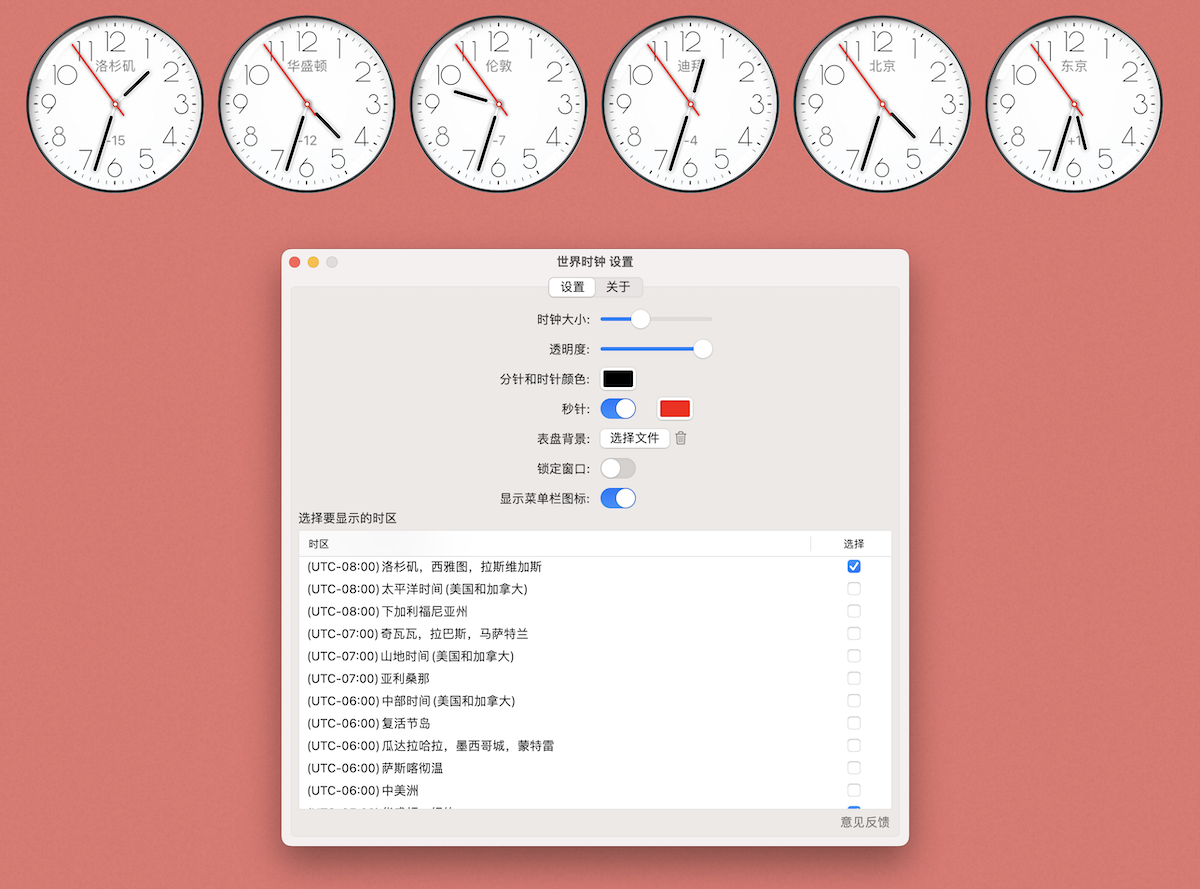 12 1 2 3 4 5 6 7 8 9 10 11
洛杉矶
-15
12 1 2 3 4 5 6 7 8 9 10 11
华盛顿
-12
12 1 2 3 4 5 6 7 8 9 10 11
伦敦
-7
12 1 2 3 4 5 6 7 8 9 10 11
迪拜
-4
12 1 2 3 4 5 6 7 8 9 10 11
北京
12 1 2 3 4 5 6 7 8 9 10 11
东京
+1
世界时钟 设置
设置 关于
时钟大小:
透明度:
分针和时针颜色:
秒针:
表盘背景: 选择文件
锁定窗口:
显示菜单栏图标:
选择要显示的时区
时区 选择
(UTC-08:00) 洛杉矶，西雅图，拉斯维加斯
(UTC-08:00) 太平洋时间 (美国和加拿大)
(UTC-08:00) 下加利福尼亚州
(UTC-07:00) 奇瓦瓦，拉巴斯，马萨特兰
(UTC-07:00) 山地时间 (美国和加拿大)
(UTC-07:00) 亚利桑那
(UTC-06:00) 中部时间 (美国和加拿大)
(UTC-06:00) 复活节岛
(UTC-06:00) 瓜达拉哈拉，墨西哥城，蒙特雷
(UTC-06:00) 萨斯喀彻温
(UTC-06:00) 中美洲
意见反馈